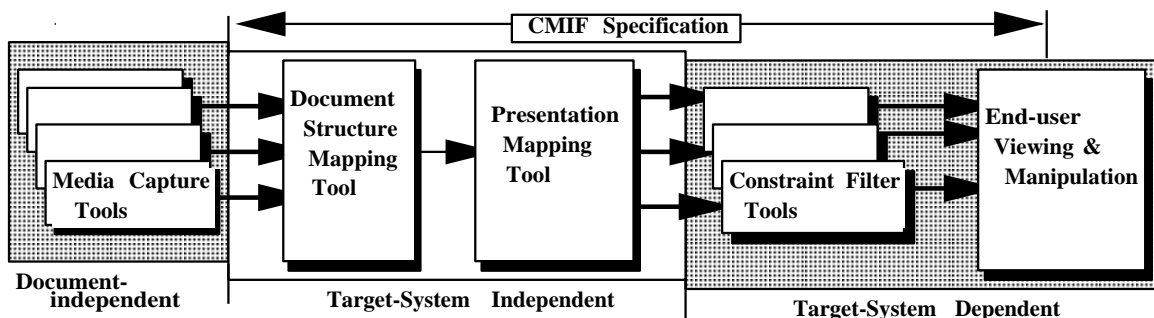 CMIF Specification
Media Capture
Tools
Document
Structure
Mapping
Tool
Presentation
Mapping
Tool
Constraint Filter
Tools
End-user
Viewing &
Manipulation
Document-
independent
Target-System Independent
Target-System Dependent